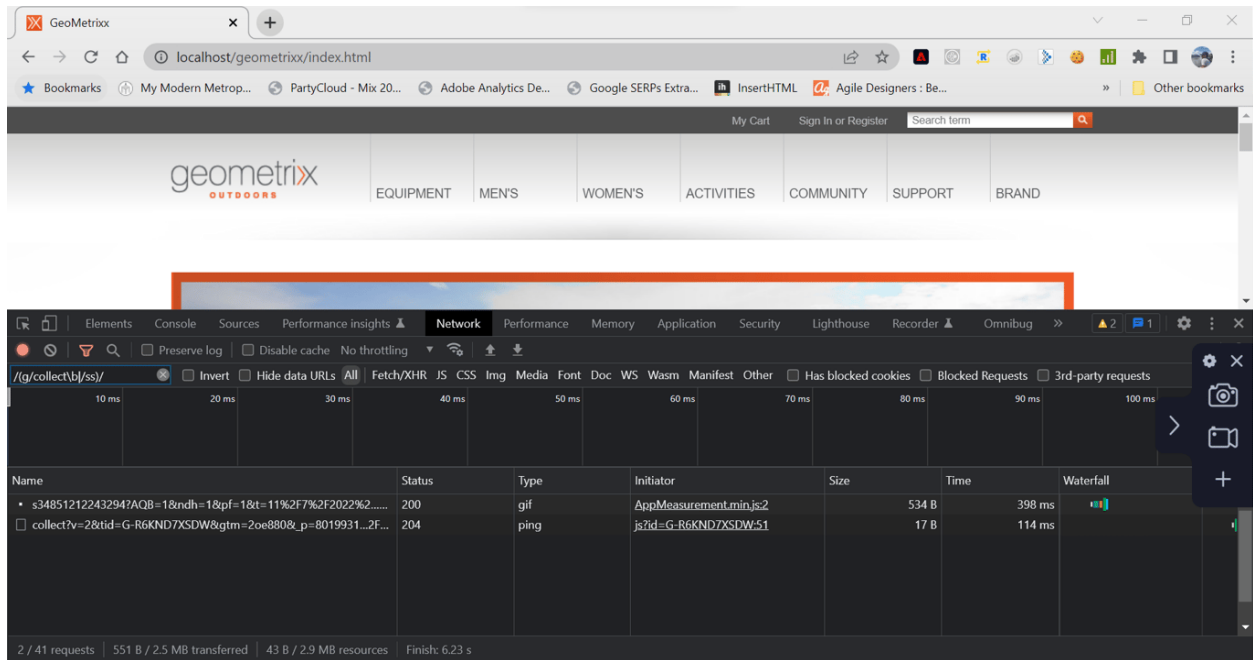 GeoMetrixx
localhost/geometrixx/index.html
Bookmarks My Modern Metrop... PartyCloud - Mix 20... Adobe Analytics De... Google SERPs Extra... ih InsertHTML Agile Designers : Be... » Other bookmarks
My Cart Sign In or Register Search term
geometrixx
OUTDOORS
EQUIPMENT MEN'S WOMEN'S ACTIVITIES COMMUNITY SUPPORT BRAND
Elements Console Sources Performance insights Network Performance Memory Application Security Lighthouse Recorder Omnibug » 2 1
Preserve log Disable cache No throttling
/(g/collect\b|/ss)/ Invert Hide data URLs All Fetch/XHR JS CSS Img Media Font Doc WS Wasm Manifest Other Has blocked cookies Blocked Requests 3rd-party requests
10 ms 20 ms 30 ms 40 ms 50 ms 60 ms 70 ms 80 ms 90 ms 100 ms
Name Status Type Initiator Size Time Waterfall
s34851212243294?AQB=1&ndh=1&pf=1&t=11%2F7%2F2022%2...... 200 gif AppMeasurement.min.js:2 534 B 398 ms
collect?v=2&tid=G-R6KND7XSDW&gtm=2oe880&_p=8019931...2F... 204 ping js?id=G-R6KND7XSDW:51 17 B 114 ms
2 / 41 requests 551 B / 2.5 MB transferred 43 B / 2.9 MB resources Finish: 6.23 s